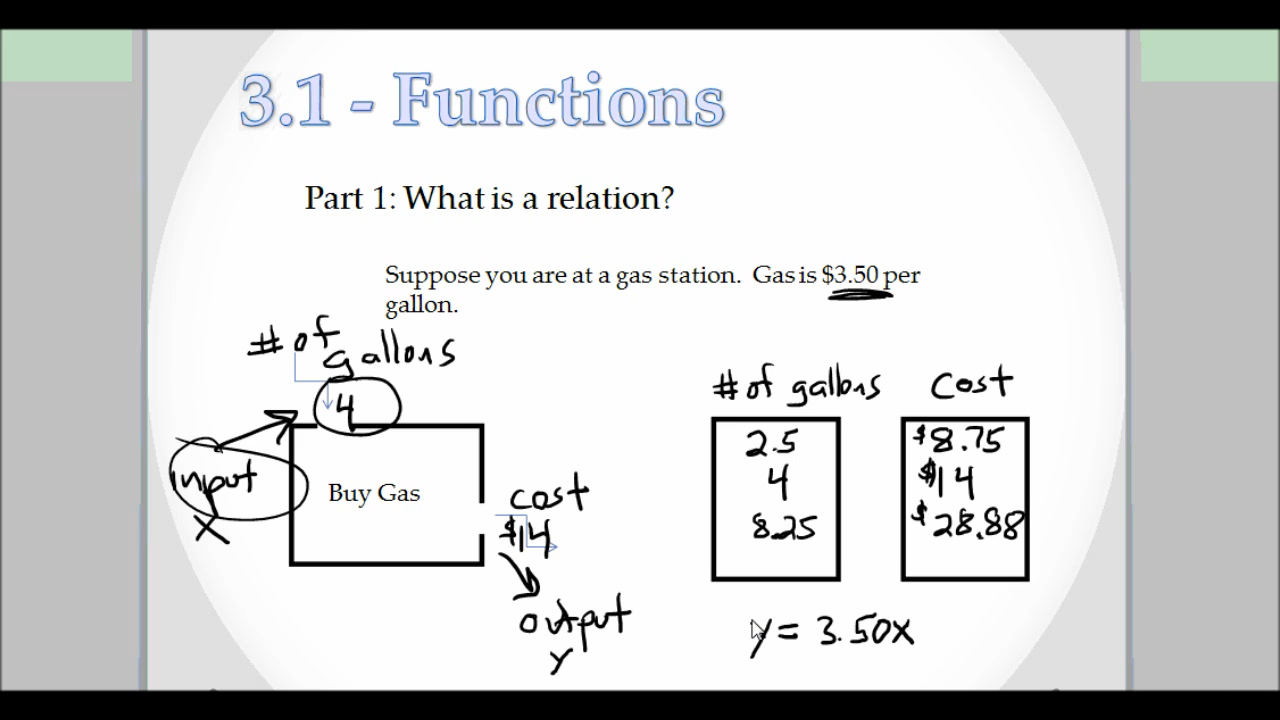 3.1 - Functions
Part 1: What is a relation?
Suppose you are at a gas station. Gas is $3.50 per
gallon.
# of
gallons
4
input
x
Buy Gas
cost
$14
output
y
# of gallons
2.5
4
8.25
Cost
$8.75
$14
$28.88
y = 3.50x